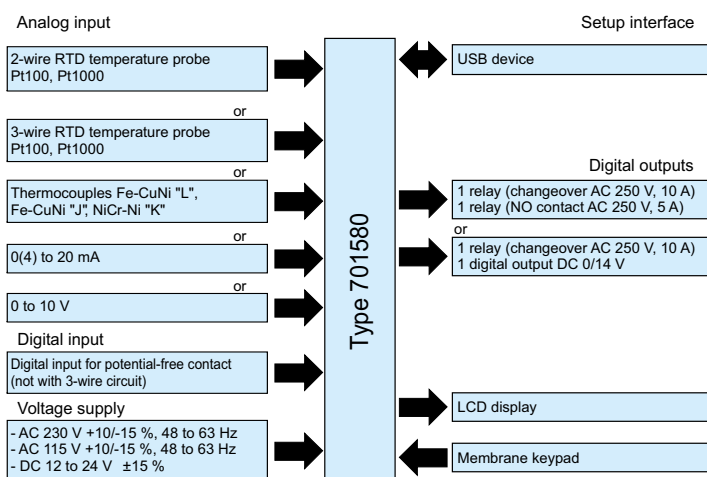 Analog input
2-wire RTD temperature probe
Pt100, Pt1000
or
3-wire RTD temperature probe
Pt100, Pt1000
or
Thermocouples Fe-CuNi "L",
Fe-CuNi "J", NiCr-Ni "K"
or
0(4) to 20 mA
or
0 to 10 V
Digital input
Digital input for potential-free contact
(not with 3-wire circuit)
Voltage supply
- AC 230 V +10/-15 %, 48 to 63 Hz
- AC 115 V +10/-15 %, 48 to 63 Hz
- DC 12 to 24 V ±15 %
Type 701580
Setup interface
USB device
Digital outputs
1 relay (changeover AC 250 V, 10 A)
1 relay (NO contact AC 250 V, 5 A)
or
1 relay (changeover AC 250 V, 10 A)
1 digital output DC 0/14 V
LCD display
Membrane keypad